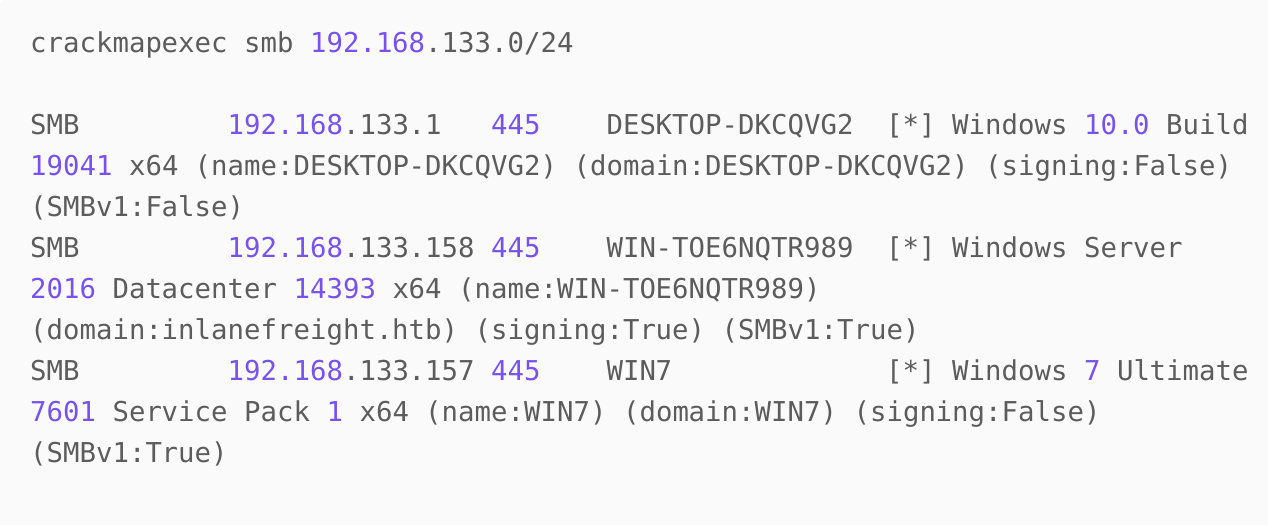 crackmapexec smb 192.168.133.0/24
SMB         192.168.133.1   445    DESKTOP-DKCQVG2  [*] Windows 10.0 Build
19041 x64 (name:DESKTOP-DKCQVG2) (domain:DESKTOP-DKCQVG2) (signing:False)
(SMBv1:False)
SMB         192.168.133.158 445    WIN-TOE6NQTR989  [*] Windows Server
2016 Datacenter 14393 x64 (name:WIN-TOE6NQTR989)
(domain:inlanefreight.htb) (signing:True) (SMBv1:True)
SMB         192.168.133.157 445    WIN7             [*] Windows 7 Ultimate
7601 Service Pack 1 x64 (name:WIN7) (domain:WIN7) (signing:False)
(SMBv1:True)